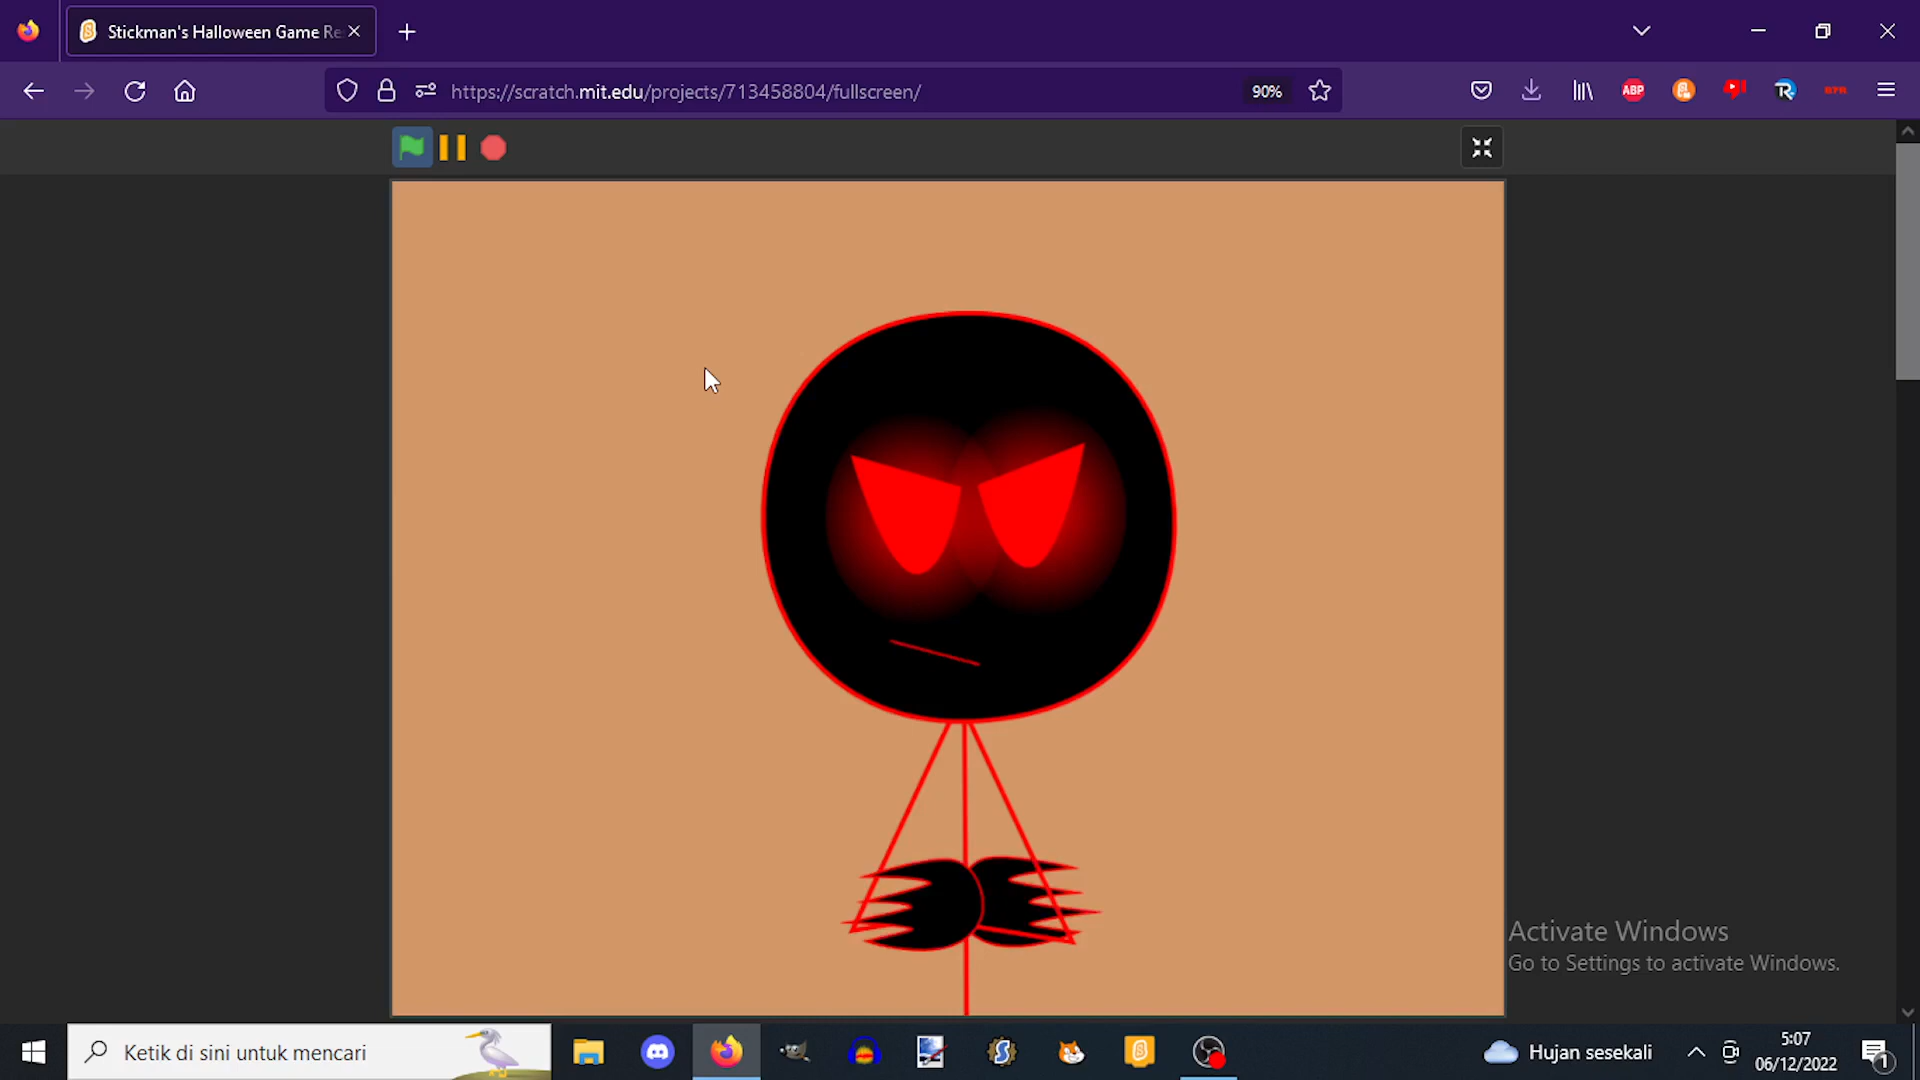 Stickman's Halloween Game Re
https://scratch.mit.edu/projects/713458804/fullscreen/
90%
ABP
Activate Windows
Go to Settings to activate Windows.
Ketik di sini untuk mencari
Hujan sesekali
5:07
06/12/2022
1